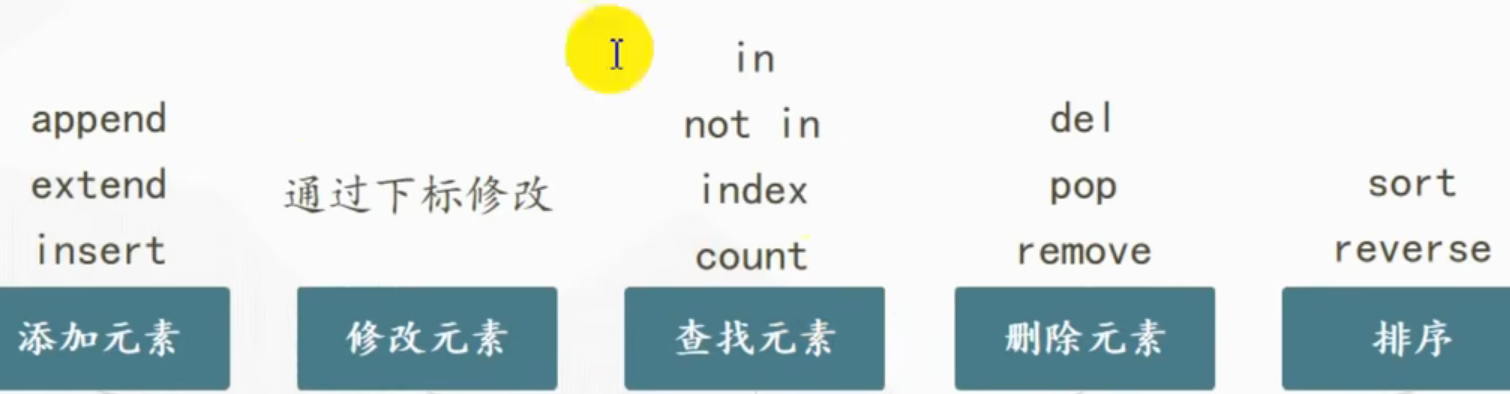 append
extend
insert
添加元素
通过下标修改
修改元素
in
not in
index
count
查找元素
del
pop
remove
删除元素
sort
reverse
排序